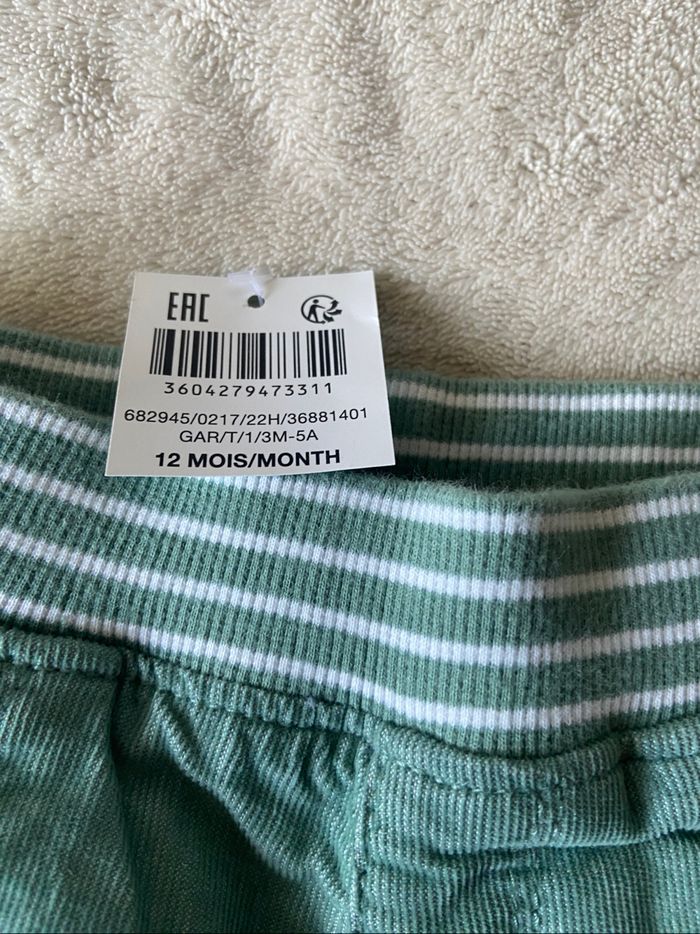 EAC
3604279473311
682945/0217/22H/36881401
GAR/T/1/3M-5A
12 MOIS/MONTH